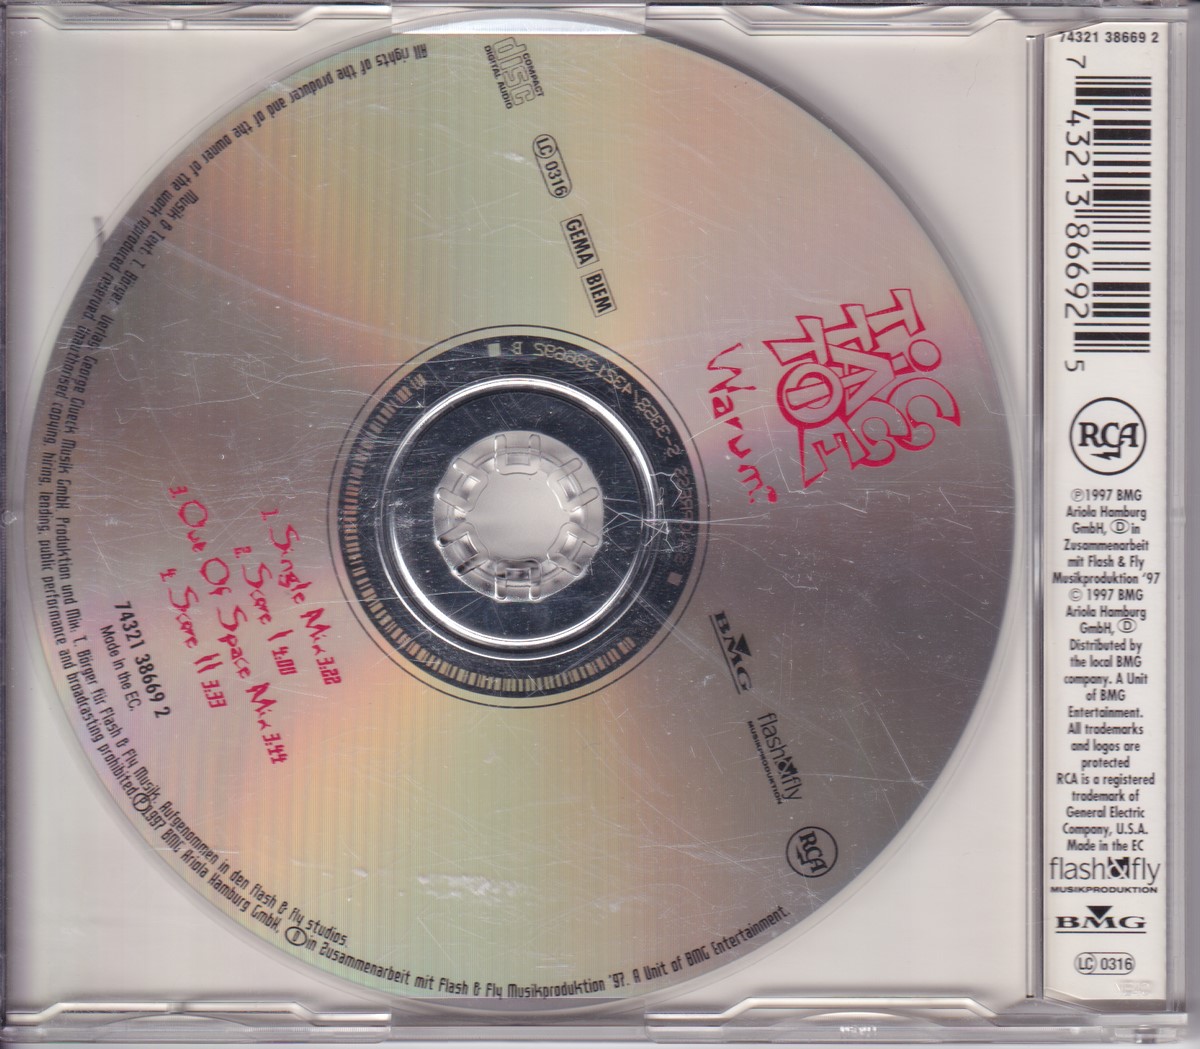 TIC
TAC
TOE
Warum?
COMPACT
disc
DIGITAL AUDIO
LC 0316
GEMA
BIEM
BMG
flash&fly
MUSIKPRODUKTION
RCA
1. Single Mix 3:22
2. Score I 4:00
3. Out Of Space Mix 3:44
4. Score II 3:33
74321 38669 2
Made in the EC.
Musik & Text: T. Börger. Verlag: George Glueck Musik GmbH. Produktion und Mix: T. Börger für Flash & Fly Musik. Aufgenommen in den flash & fly studios.
All rights of the producer and of the owner of the work reproduced reserved. Unauthorised copying, hiring, lending, public performance and broadcasting prohibited. Ⓟ 1997 BMG Ariola Hamburg GmbH, Ⓓ in Zusammenarbeit mit Flash & Fly Musikproduktion '97. A Unit of BMG Entertainment.
74321 38669 2
7 43213 86692 5
RCA
Ⓟ1997 BMG
Ariola Hamburg
GmbH, Ⓓ in
Zusammenarbeit
mit Flash & Fly
Musikproduktion '97
© 1997 BMG
Ariola Hamburg
GmbH, Ⓓ
Distributed by
the local BMG
company. A Unit
of BMG
Entertainment.
All trademarks
and logos are
protected
RCA is a registered
trademark of
General Electric
Company, U.S.A.
Made in the EC
flash&fly
MUSIKPRODUKTION
BMG
LC 0316